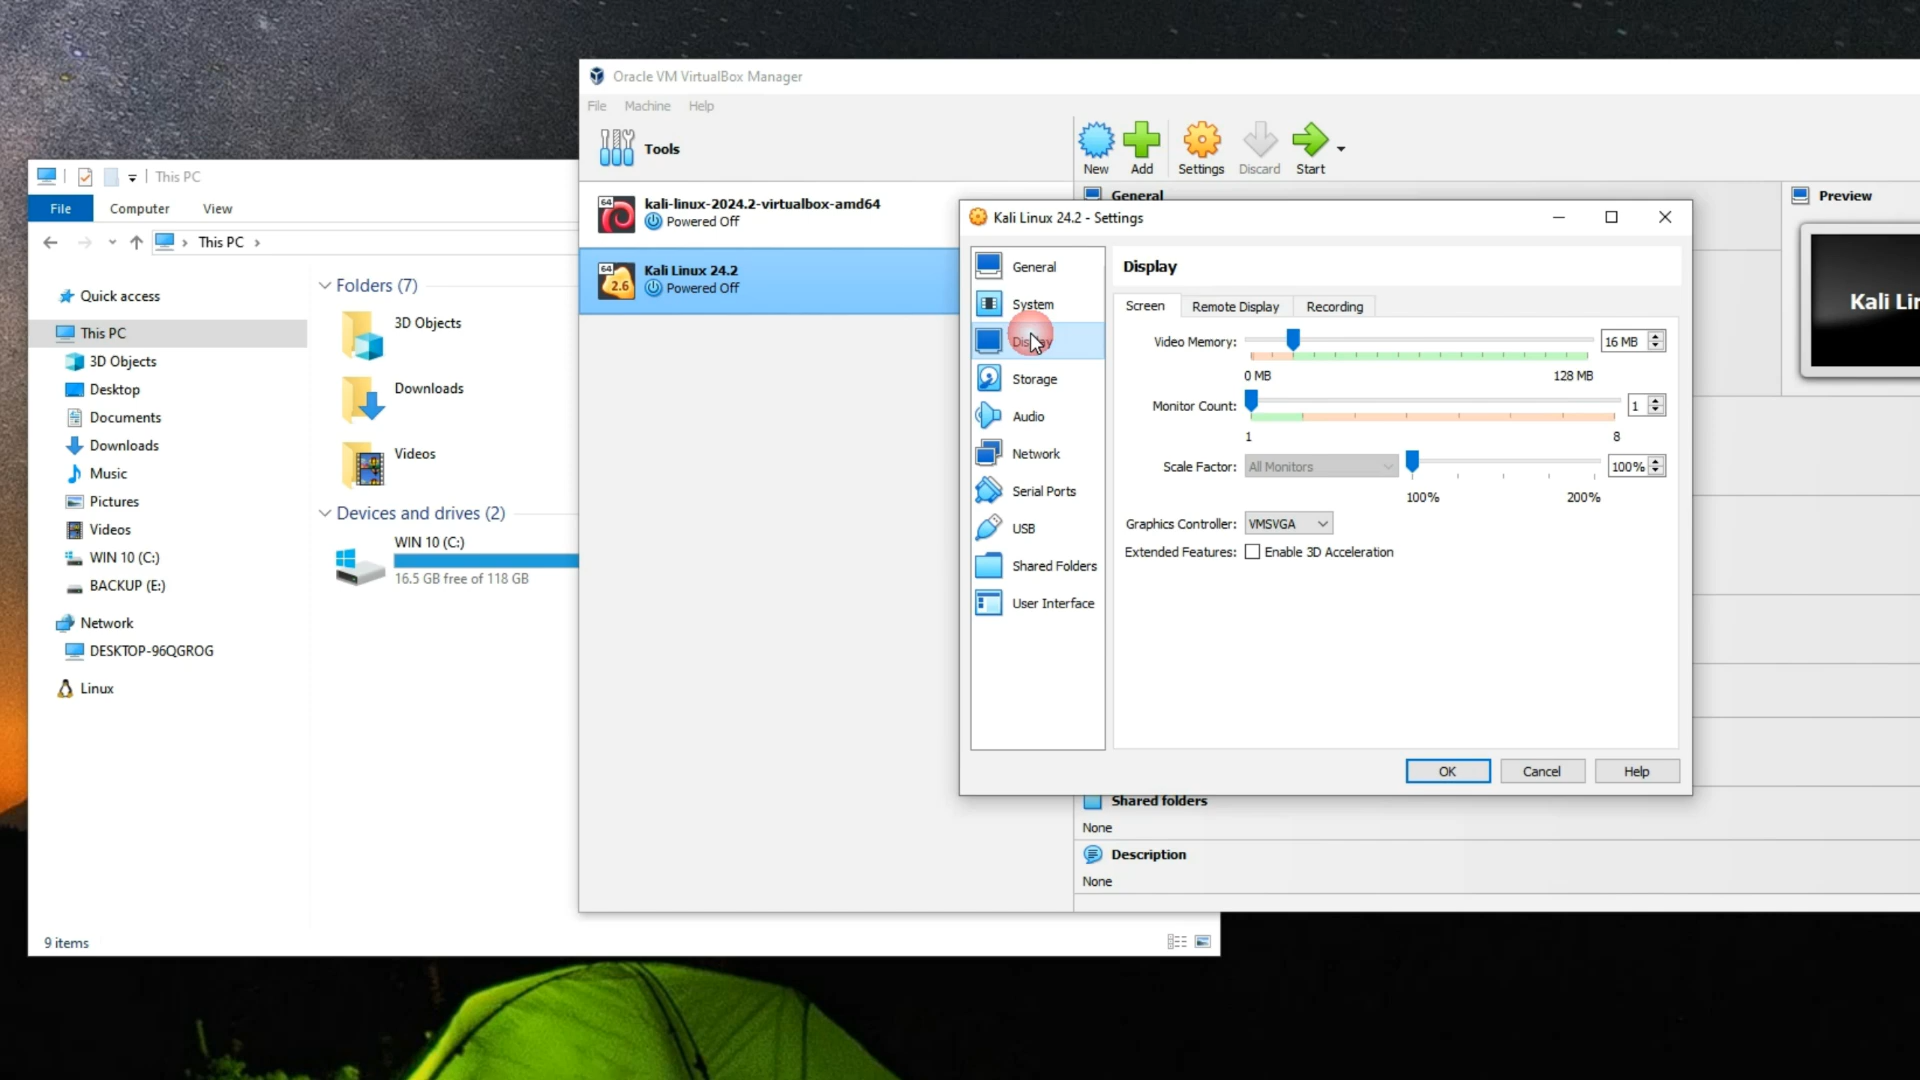 Oracle VM VirtualBox Manager
File Machine Help
Tools
New Add Settings Discard Start
64
kali-linux-2024.2-virtualbox-amd64
Powered Off
64
2.6
Kali Linux 24.2
Powered Off
General
Preview
Kali Lin
This PC
File Computer View
This PC
Quick access
This PC
3D Objects
Desktop
Documents
Downloads
Music
Pictures
Videos
WIN 10 (C:)
BACKUP (E:)
Network
DESKTOP-96QGROG
Linux
Folders (7)
3D Objects
Downloads
Videos
Devices and drives (2)
WIN 10 (C:)
16.5 GB free of 118 GB
9 items
Kali Linux 24.2 - Settings
General
System
Display
Storage
Audio
Network
Serial Ports
USB
Shared Folders
User Interface
Display
Screen Remote Display Recording
Video Memory: 16 MB
0 MB 128 MB
Monitor Count: 1
1 8
Scale Factor: All Monitors 100%
100% 200%
Graphics Controller: VMSVGA
Extended Features: Enable 3D Acceleration
OK Cancel Help
Shared folders
None
Description
None